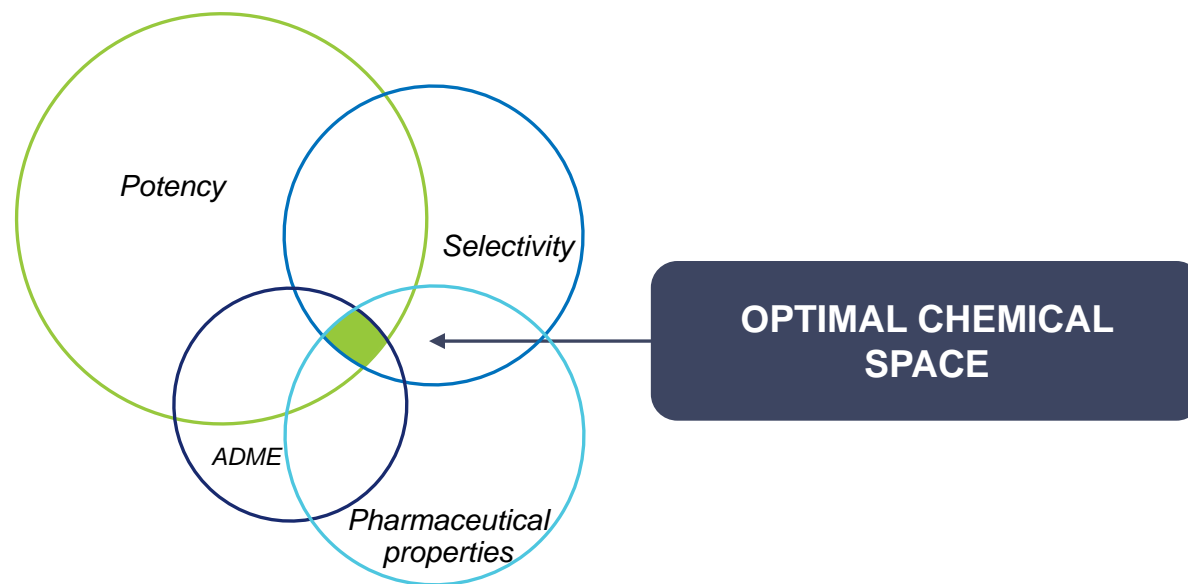 Potency
Selectivity
OPTIMAL CHEMICAL
SPACE
ADME
Pharmaceutical
properties